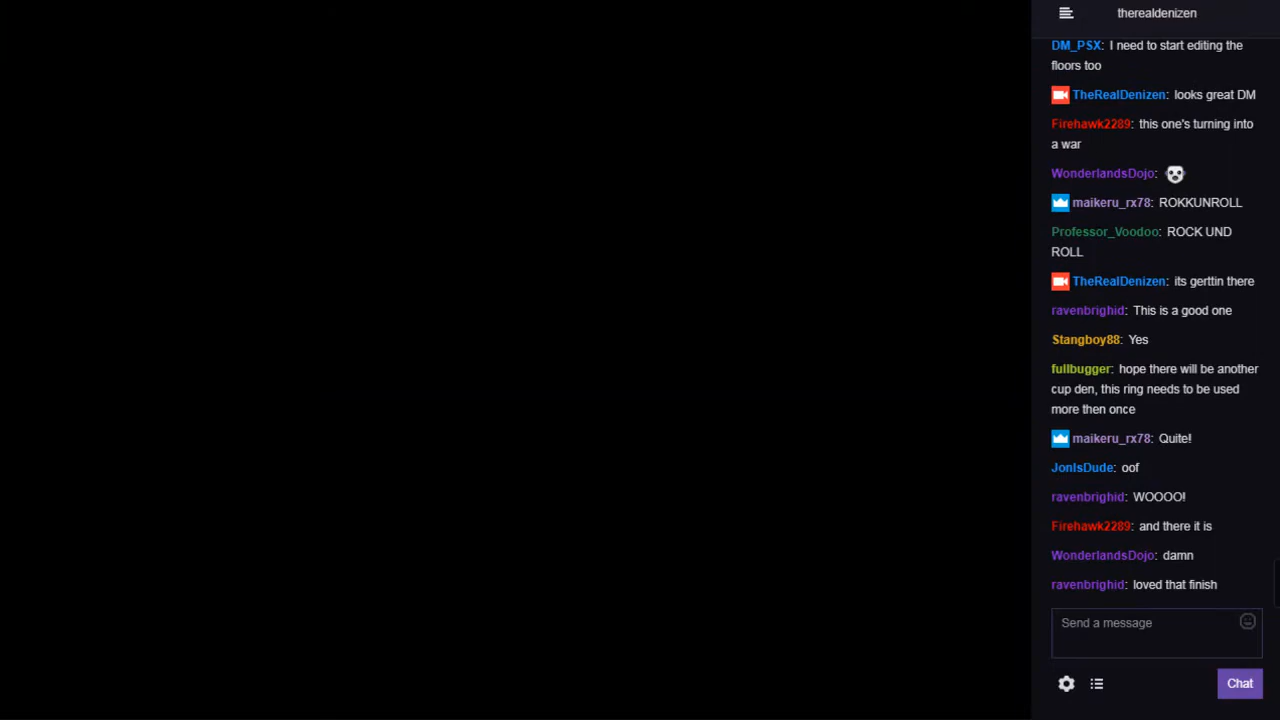 therealdenizen
DM_PSX: I need to start editing the
floors too
TheRealDenizen: looks great DM
Firehawk2289: this one's turning into
a war
WonderlandsDojo:
maikeru_rx78: ROKKUNROLL
Professor_Voodoo: ROCK UND
ROLL
TheRealDenizen: its gerttin there
ravenbrighid: This is a good one
Stangboy88: Yes
fullbugger: hope there will be another
cup den, this ring needs to be used
more then once
maikeru_rx78: Quite!
JonIsDude: oof
ravenbrighid: WOOOO!
Firehawk2289: and there it is
WonderlandsDojo: damn
ravenbrighid: loved that finish
Send a message
Chat